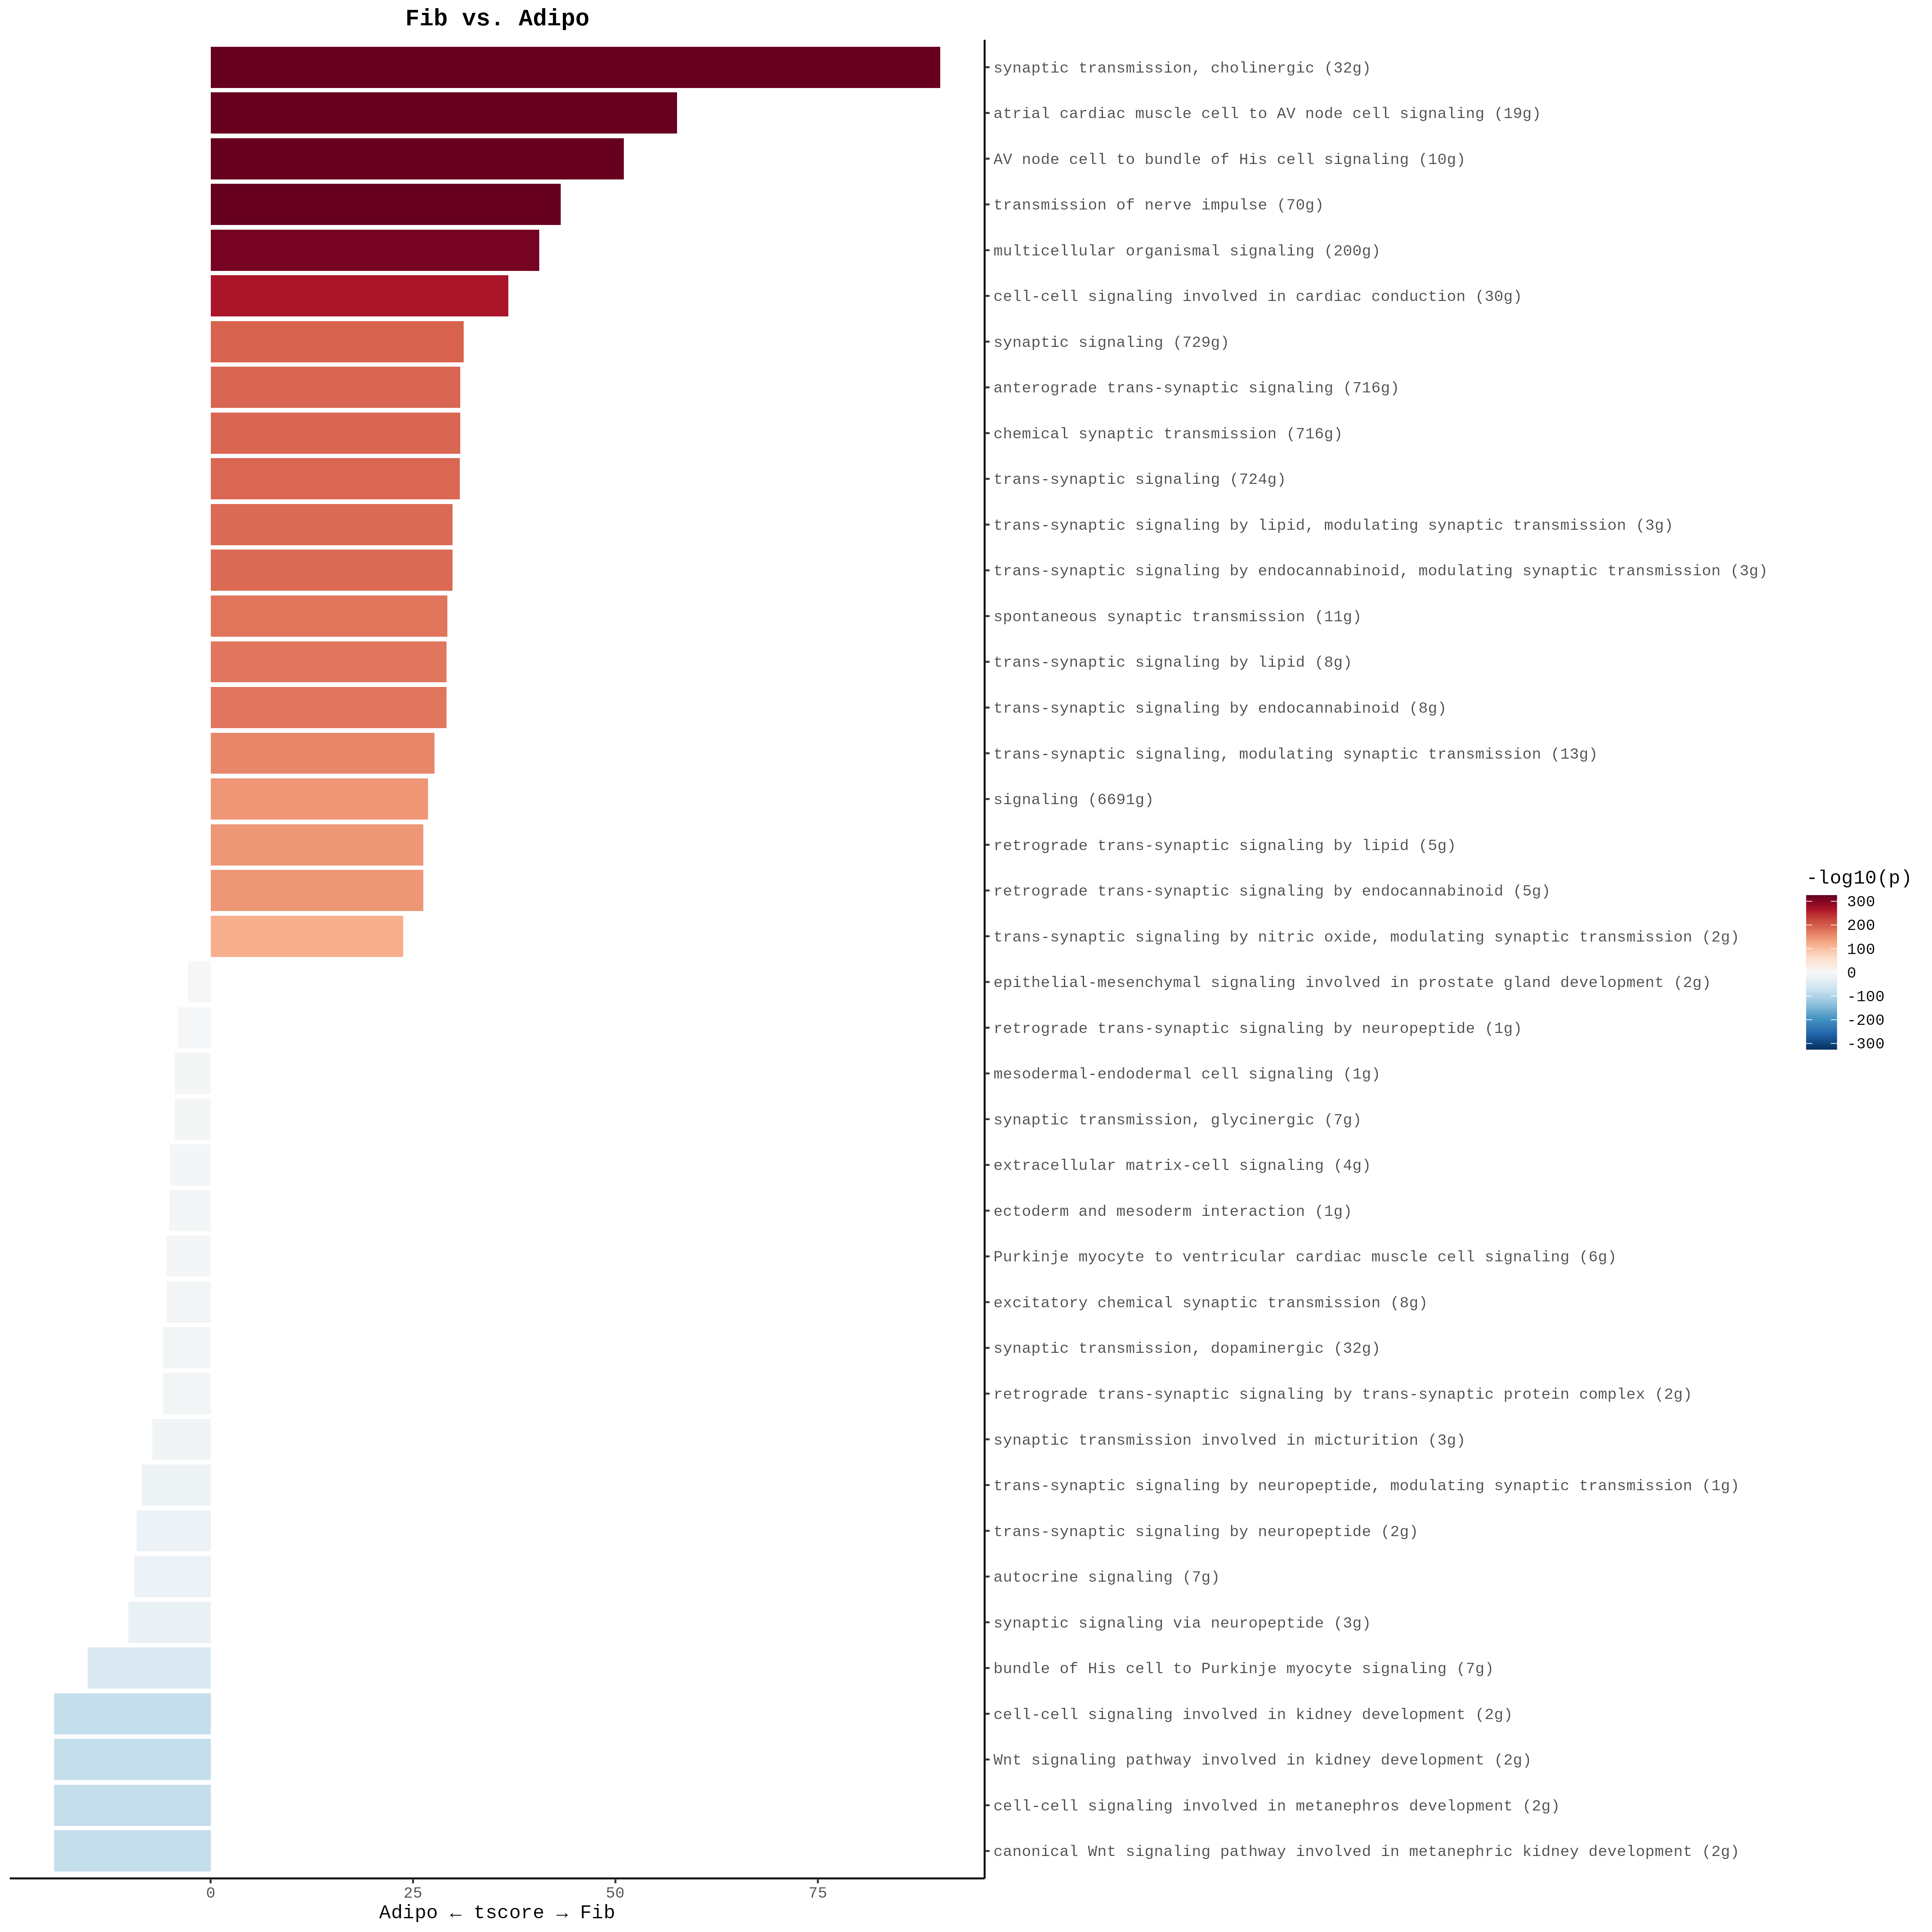 Fib vs. Adipo
synaptic transmission, cholinergic (32g)
atrial cardiac muscle cell to AV node cell signaling (19g)
AV node cell to bundle of His cell signaling (10g)
transmission of nerve impulse (70g)
multicellular organismal signaling (200g)
cell-cell signaling involved in cardiac conduction (30g)
synaptic signaling (729g)
anterograde trans-synaptic signaling (716g)
chemical synaptic transmission (716g)
trans-synaptic signaling (724g)
trans-synaptic signaling by lipid, modulating synaptic transmission (3g)
trans-synaptic signaling by endocannabinoid, modulating synaptic transmission (3g)
spontaneous synaptic transmission (11g)
trans-synaptic signaling by lipid (8g)
trans-synaptic signaling by endocannabinoid (8g)
trans-synaptic signaling, modulating synaptic transmission (13g)
signaling (6691g)
retrograde trans-synaptic signaling by lipid (5g)
retrograde trans-synaptic signaling by endocannabinoid (5g)
trans-synaptic signaling by nitric oxide, modulating synaptic transmission (2g)
epithelial-mesenchymal signaling involved in prostate gland development (2g)
retrograde trans-synaptic signaling by neuropeptide (1g)
mesodermal-endodermal cell signaling (1g)
synaptic transmission, glycinergic (7g)
extracellular matrix-cell signaling (4g)
ectoderm and mesoderm interaction (1g)
Purkinje myocyte to ventricular cardiac muscle cell signaling (6g)
excitatory chemical synaptic transmission (8g)
synaptic transmission, dopaminergic (32g)
retrograde trans-synaptic signaling by trans-synaptic protein complex (2g)
synaptic transmission involved in micturition (3g)
trans-synaptic signaling by neuropeptide, modulating synaptic transmission (1g)
trans-synaptic signaling by neuropeptide (2g)
autocrine signaling (7g)
synaptic signaling via neuropeptide (3g)
bundle of His cell to Purkinje myocyte signaling (7g)
cell-cell signaling involved in kidney development (2g)
Wnt signaling pathway involved in kidney development (2g)
cell-cell signaling involved in metanephros development (2g)
canonical Wnt signaling pathway involved in metanephric kidney development (2g)
0 25 50 75
Adipo ← tscore → Fib
-log10(p)
300
200
100
0
-100
-200
-300